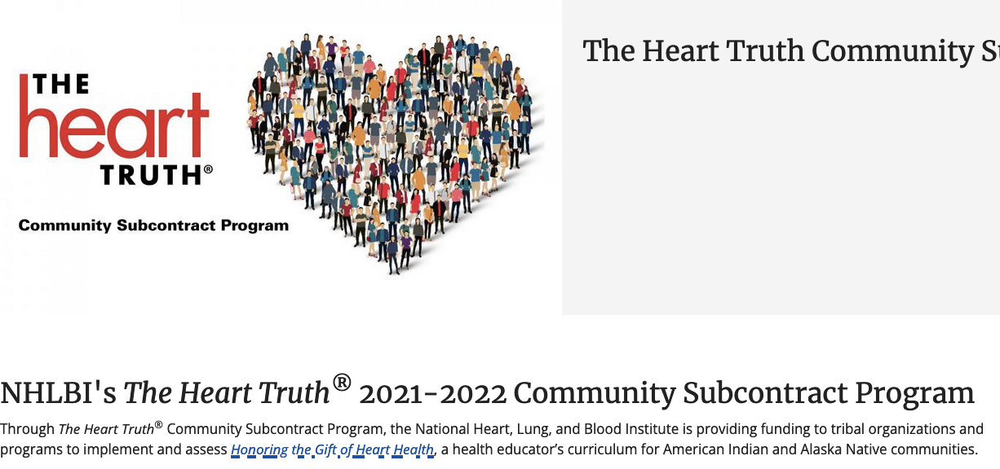 THE
heart
TRUTH®
Community Subcontract Program
The Heart Truth Community
NHLBI's The Heart Truth® 2021-2022 Community Subcontract Program
Through The Heart Truth® Community Subcontract Program, the National Heart, Lung, and Blood Institute is providing funding to tribal organizations and
programs to implement and assess Honoring the Gift of Heart Health, a health educator’s curriculum for American Indian and Alaska Native communities.